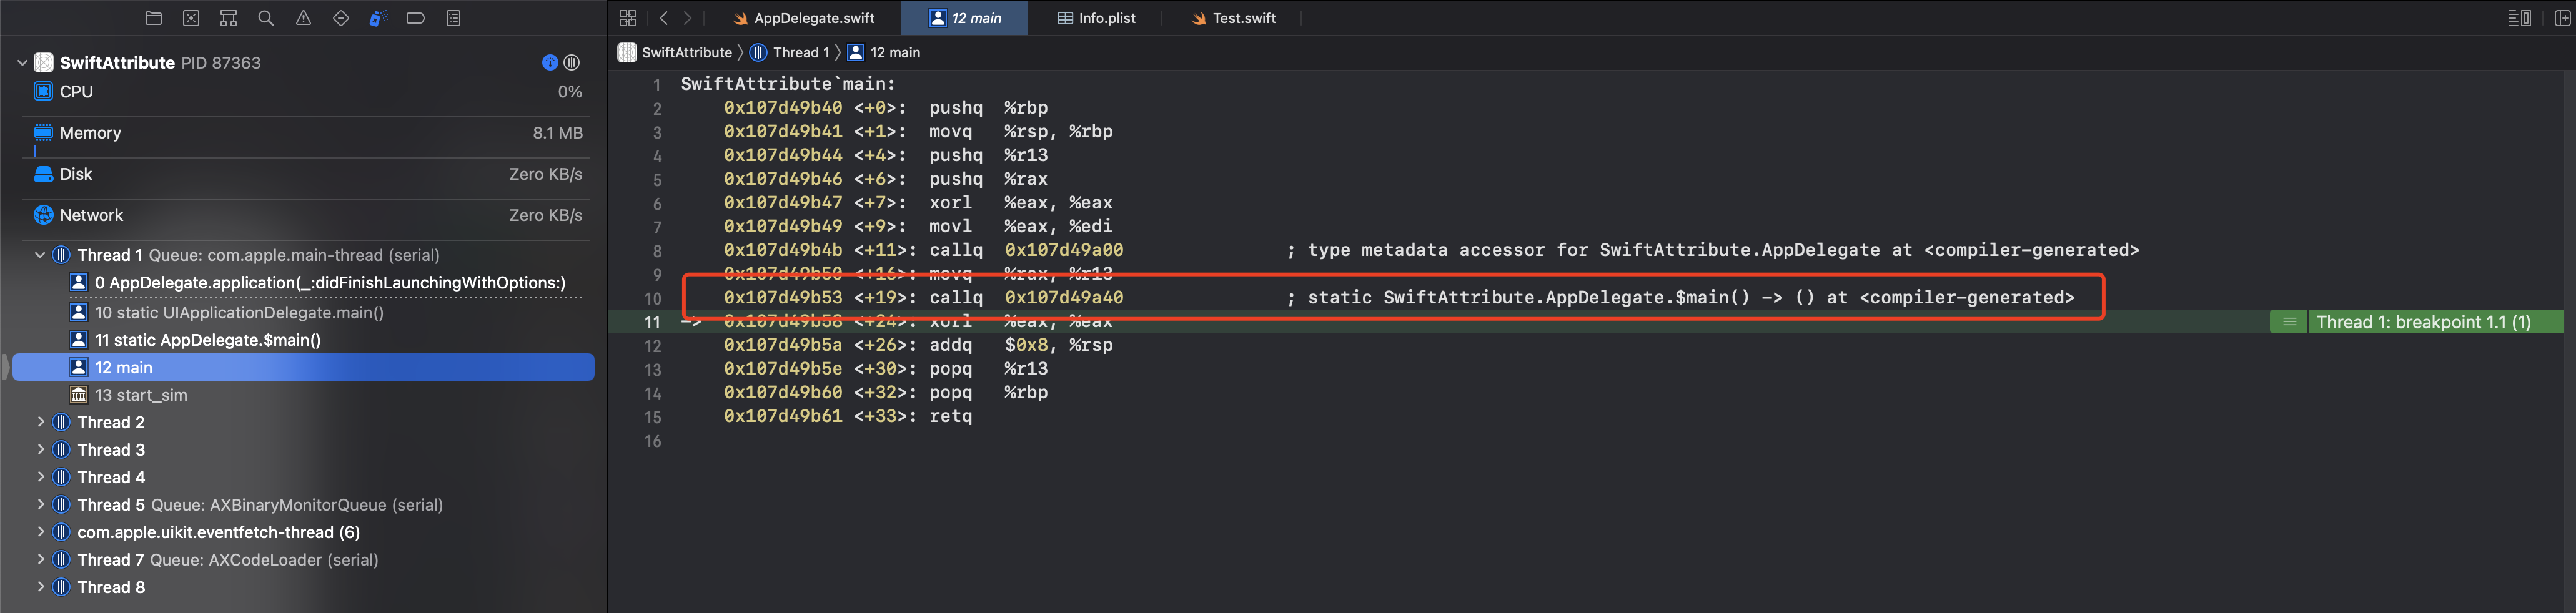 SwiftAttribute PID 87363
CPU 0%
Memory 8.1 MB
Disk Zero KB/s
Network Zero KB/s
Thread 1 Queue: com.apple.main-thread (serial)
0 AppDelegate.application(_:didFinishLaunchingWithOptions:)
10 static UIApplicationDelegate.main()
11 static AppDelegate.$main()
12 main
13 start_sim
Thread 2
Thread 3
Thread 4
Thread 5 Queue: AXBinaryMonitorQueue (serial)
com.apple.uikit.eventfetch-thread (6)
Thread 7 Queue: AXCodeLoader (serial)
Thread 8
AppDelegate.swift 12 main Info.plist Test.swift
SwiftAttribute Thread 1 12 main
1 SwiftAttribute`main:
2 0x107d49b40 <+0>: pushq %rbp
3 0x107d49b41 <+1>: movq %rsp, %rbp
4 0x107d49b44 <+4>: pushq %r13
5 0x107d49b46 <+6>: pushq %rax
6 0x107d49b47 <+7>: xorl %eax, %eax
7 0x107d49b49 <+9>: movl %eax, %edi
8 0x107d49b4b <+11>: callq 0x107d49a00 ; type metadata accessor for SwiftAttribute.AppDelegate at <compiler-generated>
9 0x107d49b50 <+16>: movq %rax, %r13
10 0x107d49b53 <+19>: callq 0x107d49a40 ; static SwiftAttribute.AppDelegate.$main() -> () at <compiler-generated>
11 -> 0x107d49b58 <+24>: xorl %eax, %eax Thread 1: breakpoint 1.1 (1)
12 0x107d49b5a <+26>: addq $0x8, %rsp
13 0x107d49b5e <+30>: popq %r13
14 0x107d49b60 <+32>: popq %rbp
15 0x107d49b61 <+33>: retq
16